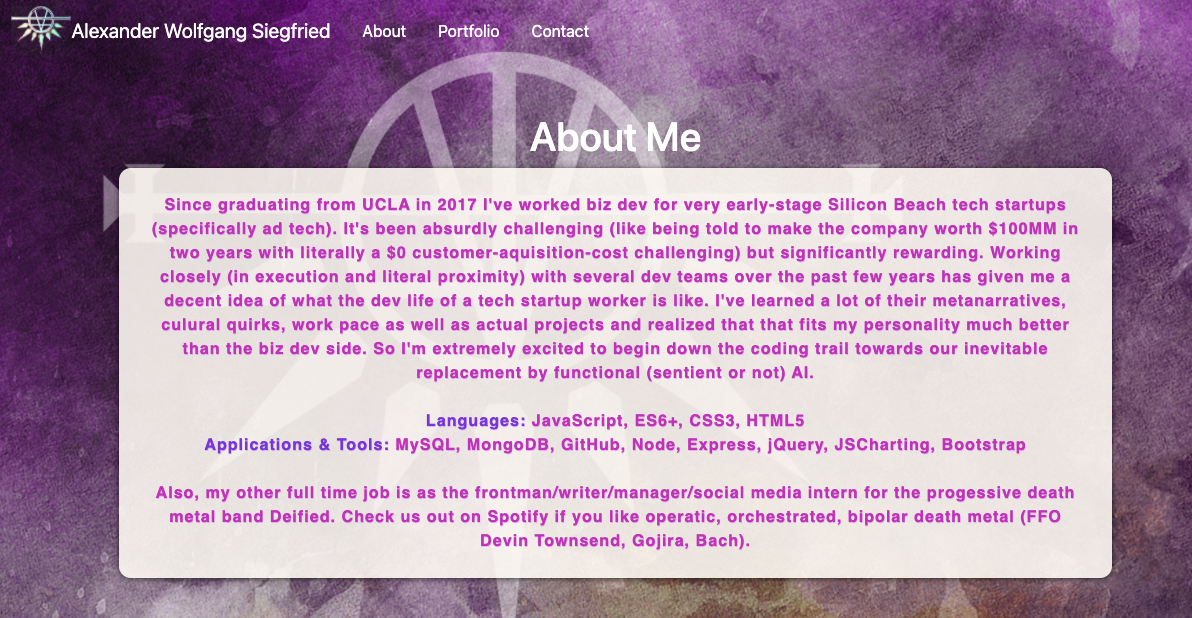 Alexander Wolfgang Siegfried About Portfolio Contact
About Me
Since graduating from UCLA in 2017 I've worked biz dev for very early-stage Silicon Beach tech startups
(specifically ad tech). It's been absurdly challenging (like being told to make the company worth $100MM in
two years with literally a $0 customer-aquisition-cost challenging) but significantly rewarding. Working
closely (in execution and literal proximity) with several dev teams over the past few years has given me a
decent idea of what the dev life of a tech startup worker is like. I've learned a lot of their metanarratives,
culural quirks, work pace as well as actual projects and realized that that fits my personality much better
than the biz dev side. So I'm extremely excited to begin down the coding trail towards our inevitable
replacement by functional (sentient or not) AI.
Languages: JavaScript, ES6+, CSS3, HTML5
Applications & Tools: MySQL, MongoDB, GitHub, Node, Express, jQuery, JSCharting, Bootstrap
Also, my other full time job is as the frontman/writer/manager/social media intern for the progessive death
metal band Deified. Check us out on Spotify if you like operatic, orchestrated, bipolar death metal (FFO
Devin Townsend, Gojira, Bach).